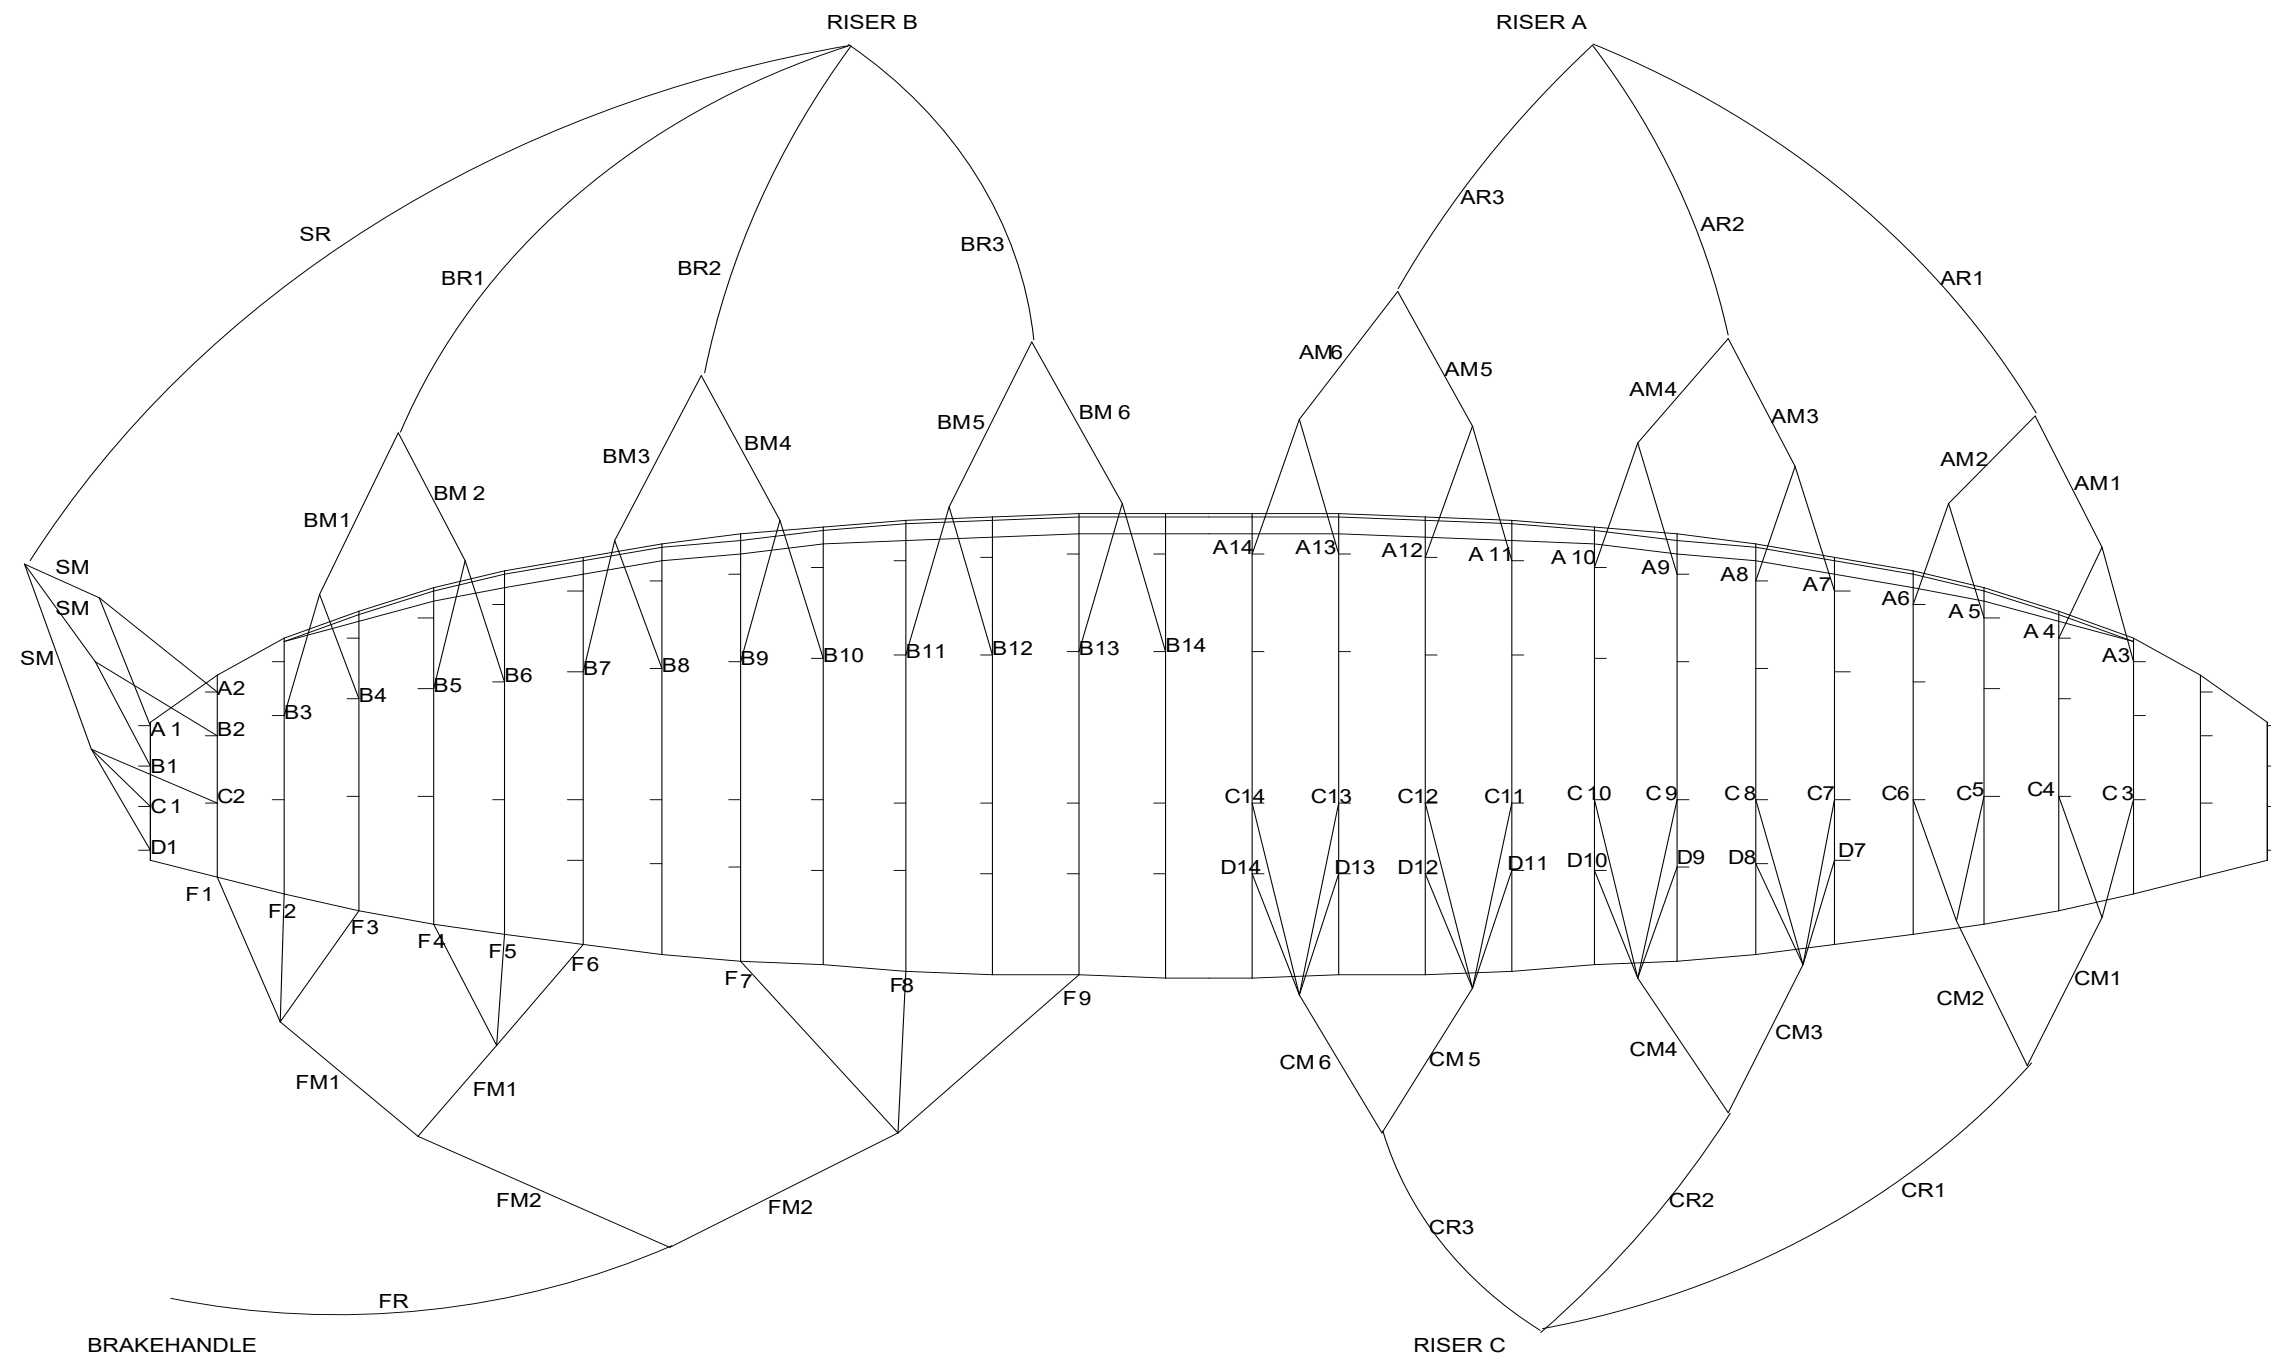 RISER B
RISER A
AR3
AR2
SR
BR3
BR2
BR1
AR1
AM6
AM5
AM4
BM 6
AM3
BM5
BM4
BM3
AM2
AM1
BM 2
BM1
A14
A13
A12
A 11
A 10
A9
A8
A7
A6
A 5
A 4
A3
SM
SM
SM
B14
B13
B12
B11
B10
B9
B8
B7
B6
B5
B4
B3
A2
B2
A 1
B1
C2
C 1
D1
C14
C13
C12
C11
C 10
C 9
C 8
C7
C6
C5
C4
C 3
D14
D13
D12
D11
D10
D9
D8
D7
F1
F2
F3
F4
F5
F6
F7
F8
F9
CM1
CM2
CM3
CM4
CM 5
CM 6
FM1
FM1
CR1
CR2
FM2
FM2
CR3
FR
BRAKEHANDLE
RISER C